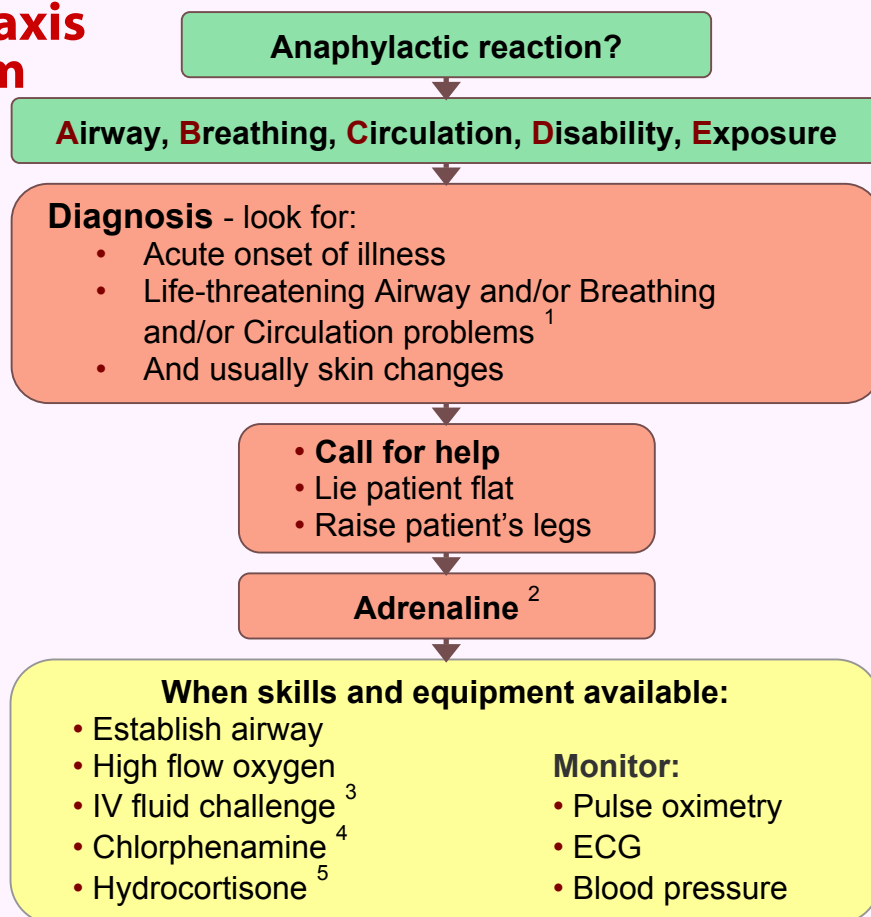 axis
m
Anaphylactic reaction?
Airway, Breathing, Circulation, Disability, Exposure
Diagnosis - look for:
• Acute onset of illness
• Life-threatening Airway and/or Breathing
and/or Circulation problems 1
• And usually skin changes
• Call for help
• Lie patient flat
• Raise patient's legs
Adrenaline 2
When skills and equipment available:
• Establish airway
• High flow oxygen
• IV fluid challenge 3
• Chlorphenamine 4
• Hydrocortisone 5
Monitor:
• Pulse oximetry
• ECG
• Blood pressure